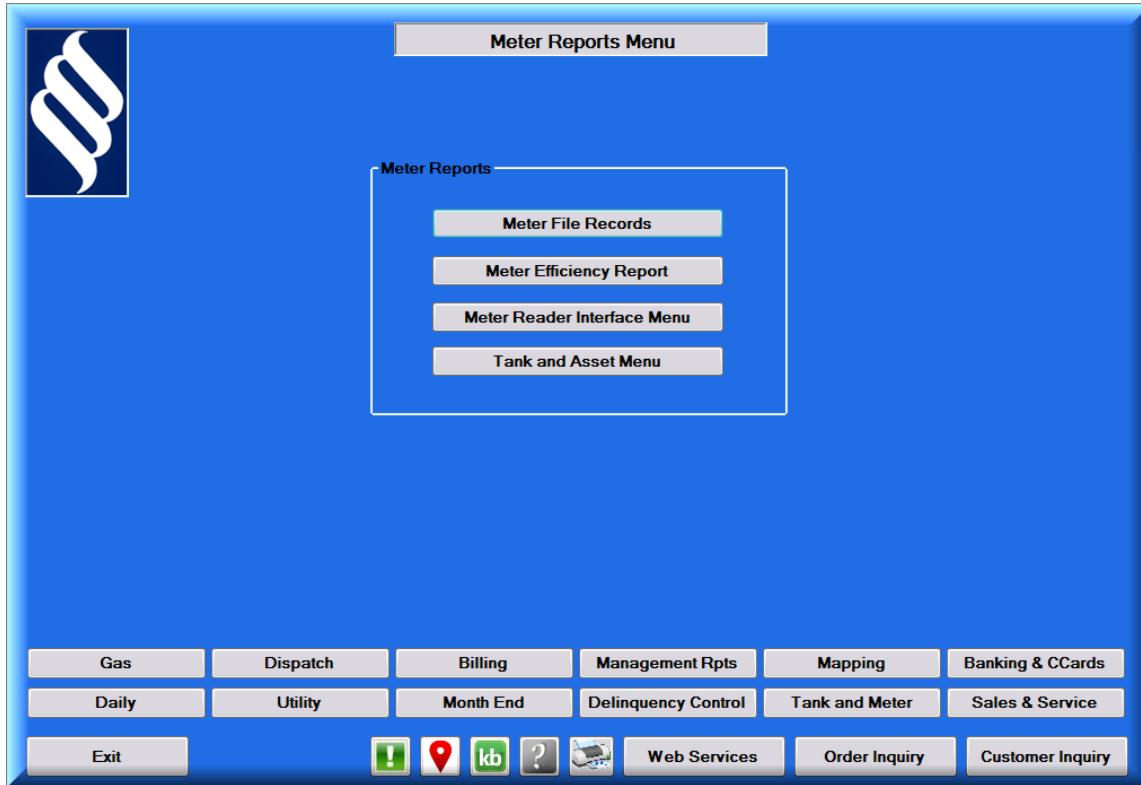 Meter Reports Menu
Meter Reports
Meter File Records
Meter Efficiency Report
Meter Reader Interface Menu
Tank and Asset Menu
Gas
Dispatch
Billing
Management Rpts
Mapping
Banking & CCards
Daily
Utility
Month End
Delinquency Control
Tank and Meter
Sales & Service
Exit
!
kb
?
Web Services
Order Inquiry
Customer Inquiry